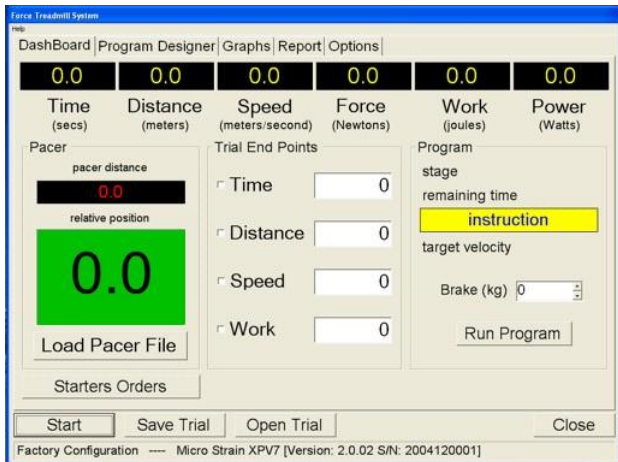 Force Treadmill System
Help
DashBoard Program Designer Graphs Report Options
0.0 0.0 0.0 0.0 0.0 0.0
Time Distance Speed Force Work Power
(secs) (meters) (meters/second) (Newtons) (joules) (Watts)
Pacer
pacer distance
0.0
relative position
0.0
Load Pacer File
Starters Orders
Trial End Points
Time 0
Distance 0
Speed 0
Work 0
Program
stage
remaining time
instruction
target velocity
Brake (kg) 0
Run Program
Start Save Trial Open Trial Close
Factory Configuration ---- Micro Strain XPV7 [Version: 2.0.02 S/N: 2004120001]